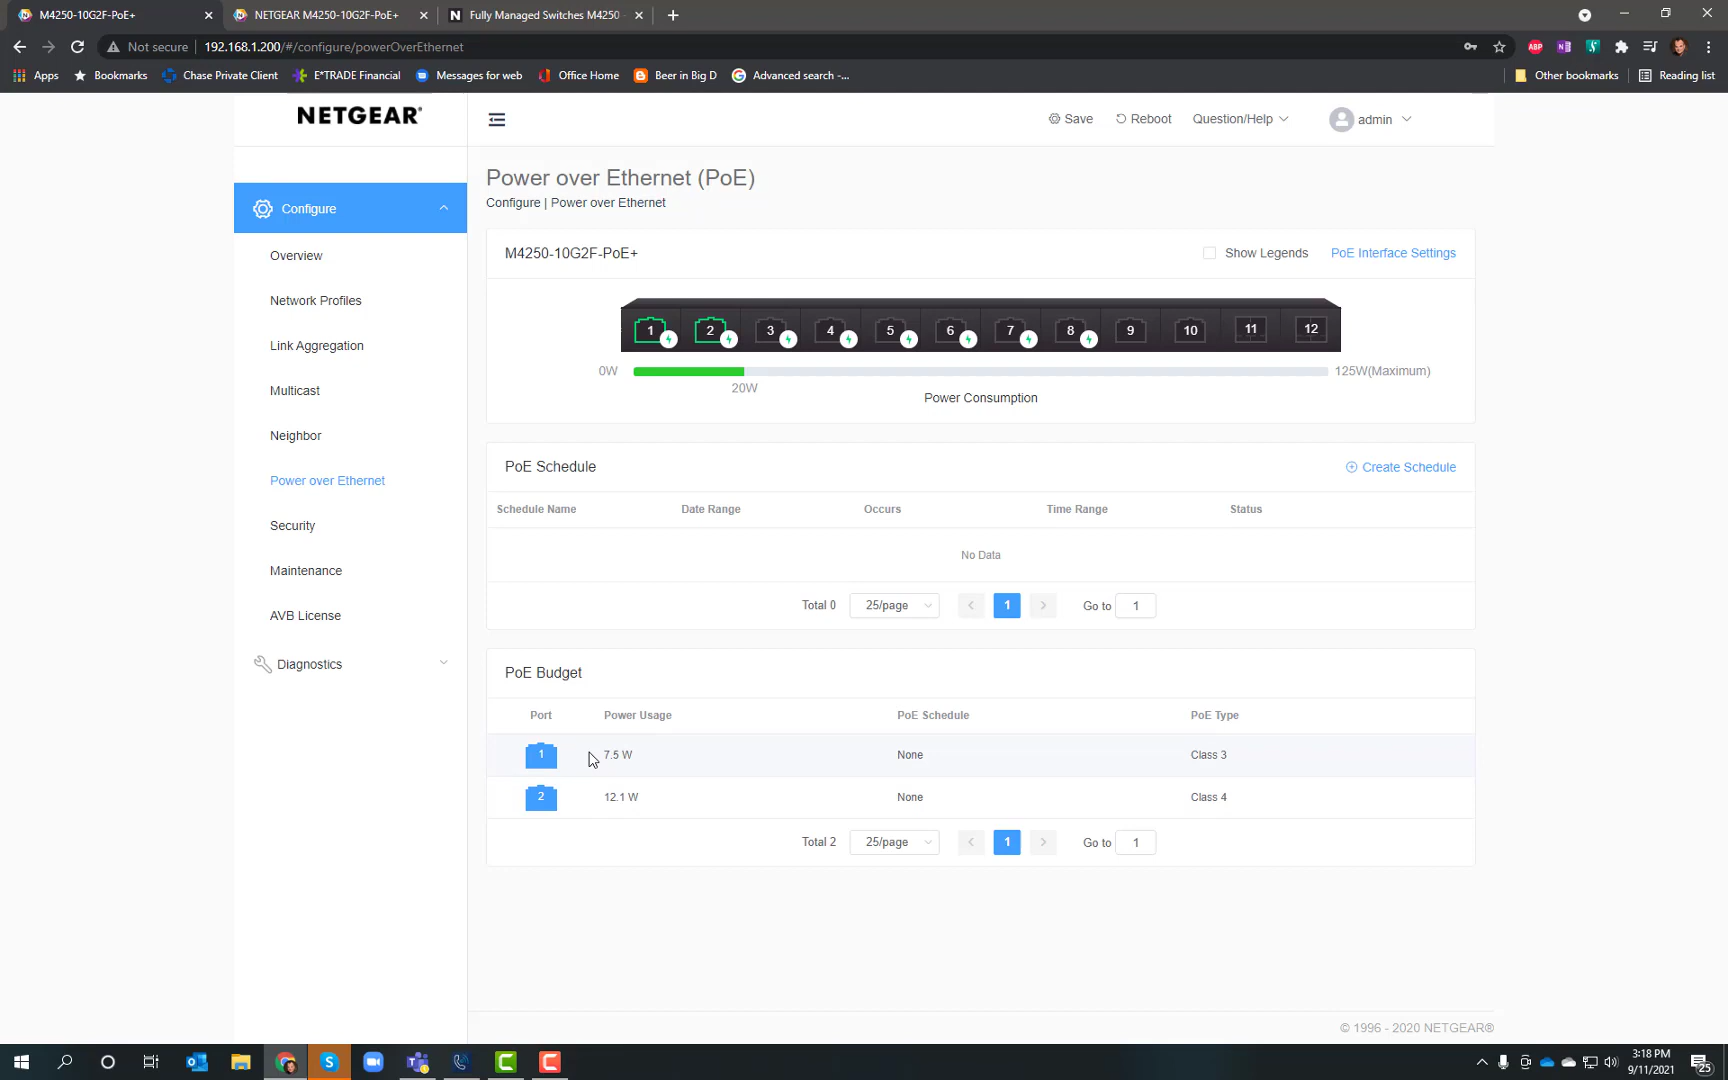 M4250-10G2F-PoE+
NETGEAR M4250-10G2F-PoE+
Fully Managed Switches M4250
Not secure
192.168.1.200/#/configure/powerOverEthernet
ABP
Apps
Bookmarks
Chase Private Client
E*TRADE Financial
Messages for web
Office Home
Beer in Big D
Advanced search -...
Other bookmarks
Reading list
NETGEAR®
Save
Reboot
Question/Help
admin
Configure
Overview
Network Profiles
Link Aggregation
Multicast
Neighbor
Power over Ethernet
Security
Maintenance
AVB License
Diagnostics
Power over Ethernet (PoE)
Configure | Power over Ethernet
M4250-10G2F-PoE+
Show Legends
PoE Interface Settings
1 2 3 4 5 6 7 8 9 10 11 12
0W
125W(Maximum)
20W
Power Consumption
PoE Schedule
Create Schedule
Schedule Name Date Range Occurs Time Range Status
No Data
Total 0 25/page 1 Go to 1
PoE Budget
Port Power Usage PoE Schedule PoE Type
1 7.5 W None Class 3
2 12.1 W None Class 4
Total 2 25/page 1 Go to 1
© 1996 - 2020 NETGEAR®
3:18 PM
9/11/2021
25